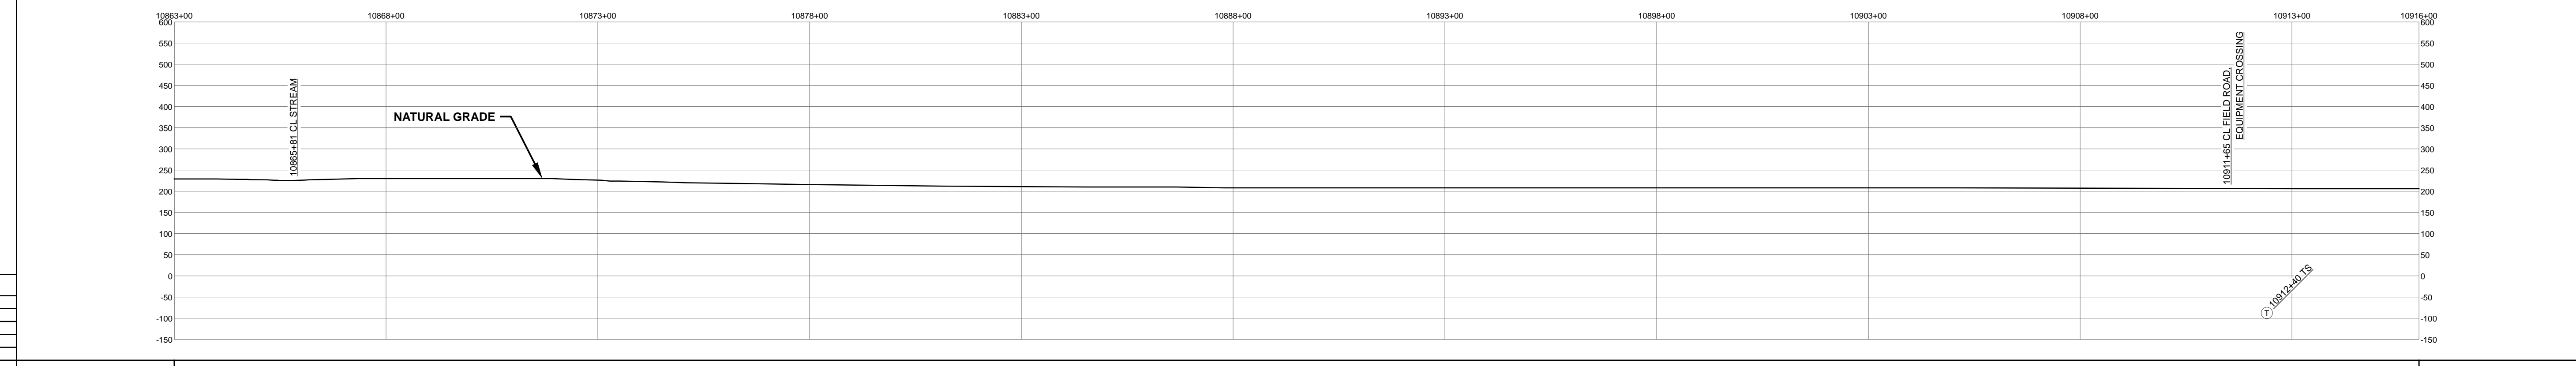 10863+00 10868+00 10873+00 10878+00 10883+00 10888+00 10893+00 10898+00 10903+00 10908+00 10913+00 10916+00
600 600
550 550
500 500
450 450
400 400
350 350
300 300
250 250
200 200
150 150
100 100
50 50
0 0
-50 -50
-100 -100
-150 -150
10865+81 CL STREAM
NATURAL GRADE
10911+65 CL FIELD ROAD,
EQUIPMENT CROSSING
10912+40 TS
T